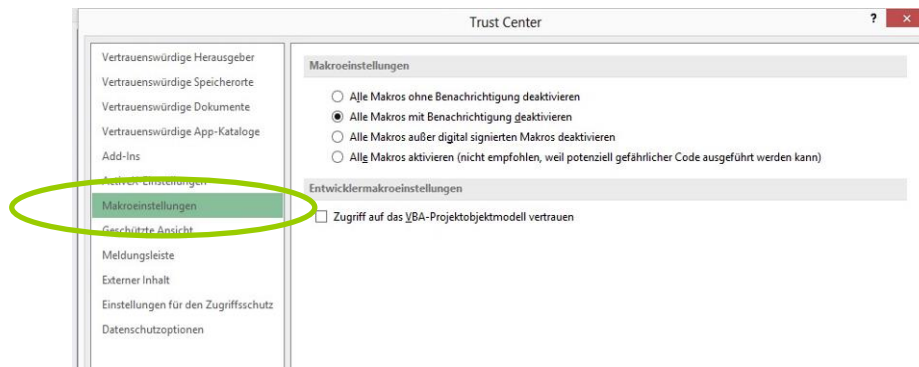 Trust Center
? ×
Vertrauenswürdige Herausgeber
Vertrauenswürdige Speicherorte
Vertrauenswürdige Dokumente
Vertrauenswürdige App-Kataloge
Add-Ins
ActiveX-Einstellungen
Makroeinstellungen
Geschützte Ansicht
Meldungsleiste
Externer Inhalt
Einstellungen für den Zugriffsschutz
Datenschutzoptionen
Makroeinstellungen
Alle Makros ohne Benachrichtigung deaktivieren
Alle Makros mit Benachrichtigung deaktivieren
Alle Makros außer digital signierten Makros deaktivieren
Alle Makros aktivieren (nicht empfohlen, weil potenziell gefährlicher Code ausgeführt werden kann)
Entwicklermakroeinstellungen
Zugriff auf das VBA-Projektobjektmodell vertrauen